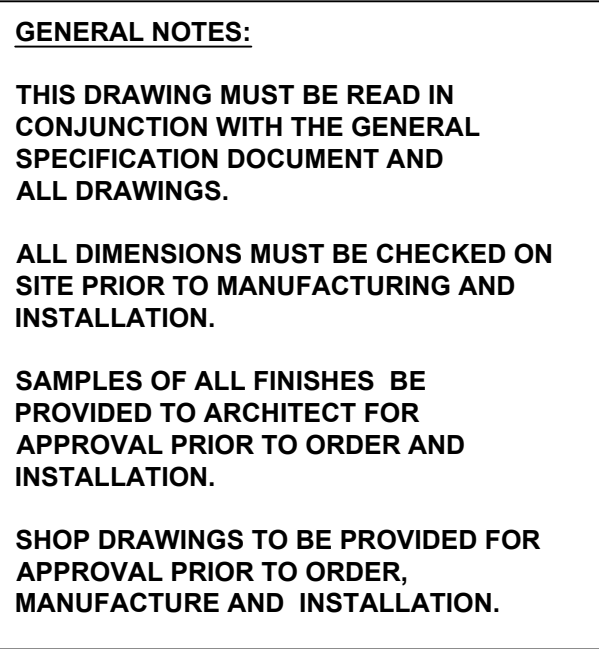 GENERAL NOTES:
THIS DRAWING MUST BE READ IN
CONJUNCTION WITH THE GENERAL
SPECIFICATION DOCUMENT AND
ALL DRAWINGS.
ALL DIMENSIONS MUST BE CHECKED ON
SITE PRIOR TO MANUFACTURING AND
INSTALLATION.
SAMPLES OF ALL FINISHES  BE
PROVIDED TO ARCHITECT FOR
APPROVAL PRIOR TO ORDER AND
INSTALLATION.
SHOP DRAWINGS TO BE PROVIDED FOR
APPROVAL PRIOR TO ORDER,
MANUFACTURE AND  INSTALLATION.